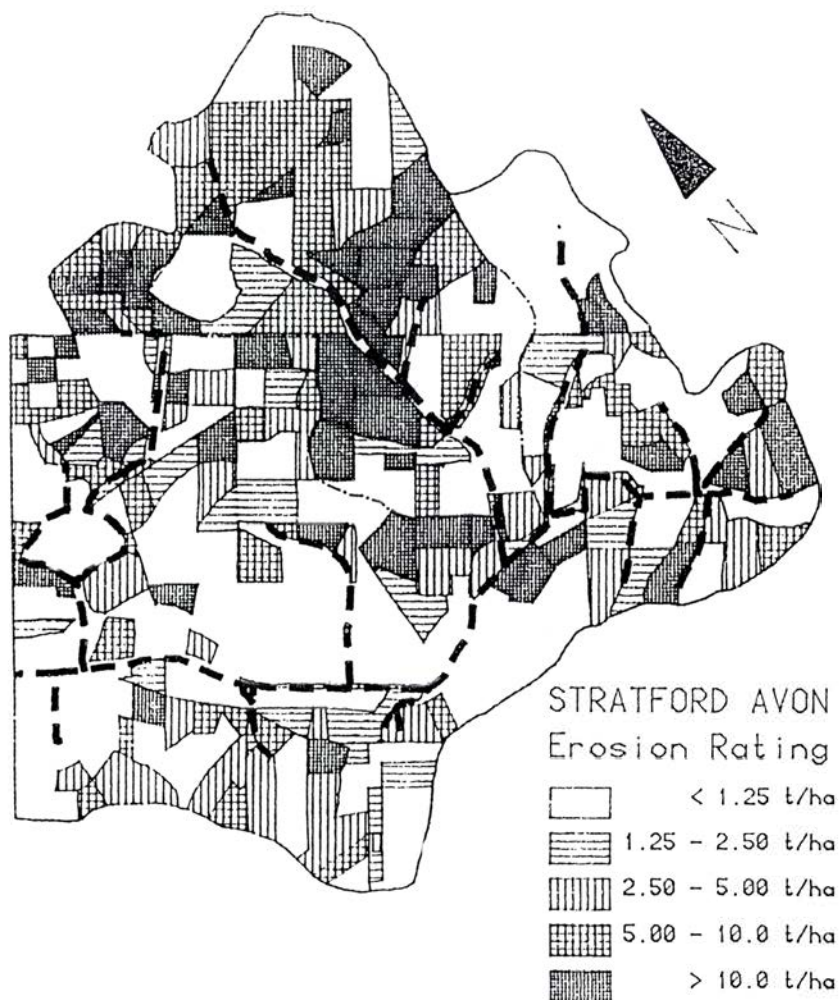 N
STRATFORD AVON
Erosion Rating
< 1.25 t/ha
1.25 - 2.50 t/ha
2.50 - 5.00 t/ha
5.00 - 10.0 t/ha
> 10.0 t/ha